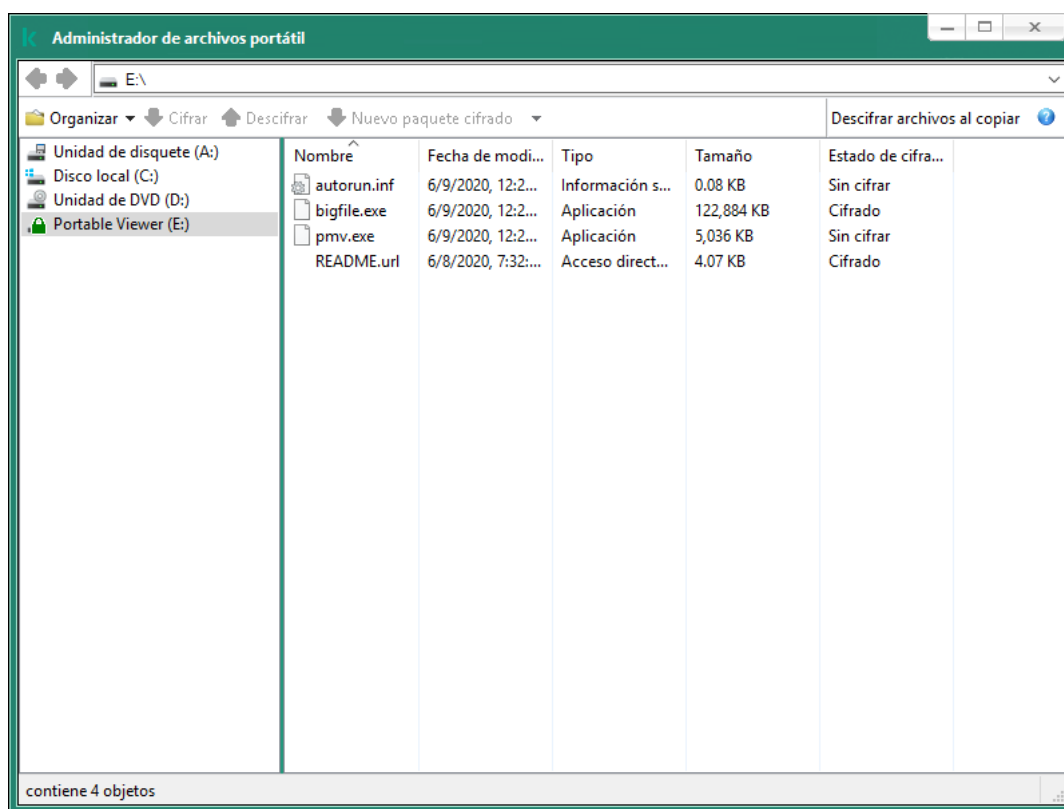 Administrador de archivos portátil
E:\
Organizar Cifrar Descifrar Nuevo paquete cifrado Descifrar archivos al copiar
Unidad de disquete (A:)
Disco local (C:)
Unidad de DVD (D:)
Portable Viewer (E:)
Nombre Fecha de modi... Tipo Tamaño Estado de cifra...
autorun.inf 6/9/2020, 12:2... Información s... 0.08 KB Sin cifrar
bigfile.exe 6/9/2020, 12:2... Aplicación 122,884 KB Cifrado
pmv.exe 6/9/2020, 12:2... Aplicación 5,036 KB Sin cifrar
README.url 6/8/2020, 7:32:... Acceso direct... 4.07 KB Cifrado
contiene 4 objetos